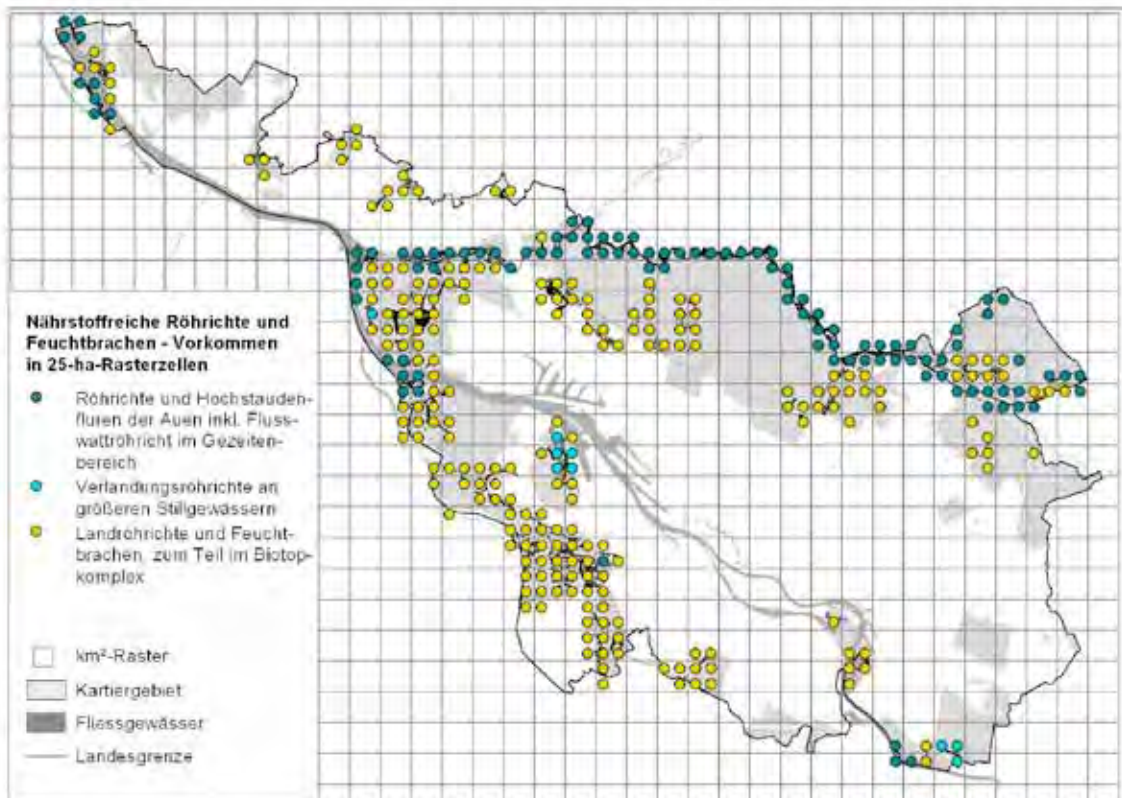 Nährstoffreiche Röhrichte und
Feuchtbrachen - Vorkommen
in 25-ha-Rasterzellen
Röhrichte und Hochstauden-
fluren der Auen inkl. Fluss-
wattröhricht im Gezeiten-
bereich
Verlandungsröhrichte an
größeren Stillgewässern
Landröhrichte und Feucht-
brachen, zum Teil im Biotop-
komplex
km²-Raster
Kartiergebiet
Fliessgewässer
Landesgrenze